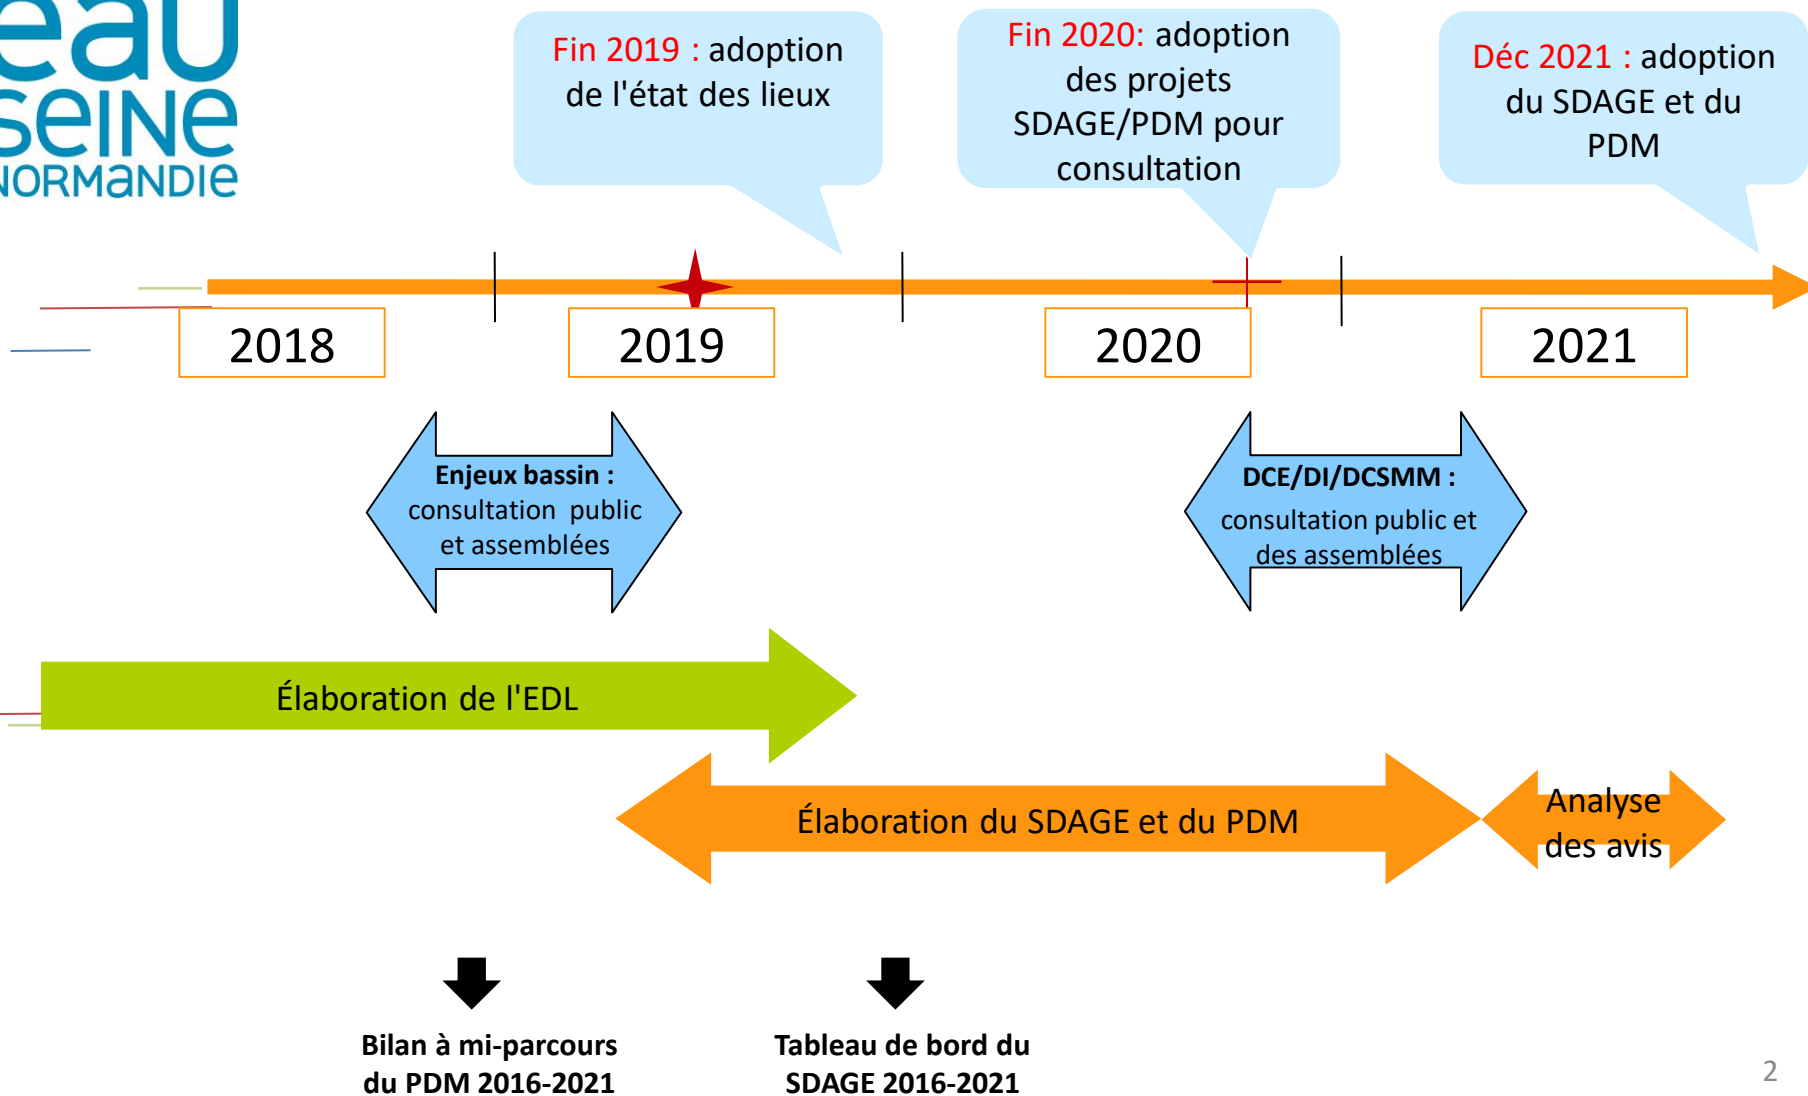 eau
seine
NORMANDIE
Fin 2019 : adoption
de l'état des lieux
Fin 2020: adoption
des projets
SDAGE/PDM pour
consultation
Déc 2021 : adoption
du SDAGE et du
PDM
2018
2019
2020
2021
Enjeux bassin :
consultation public
et assemblées
DCE/DI/DCSMM :
consultation public et
des assemblées
Élaboration de l'EDL
Élaboration du SDAGE et du PDM
Analyse
des avis
Bilan à mi-parcours
du PDM 2016-2021
Tableau de bord du
SDAGE 2016-2021
2